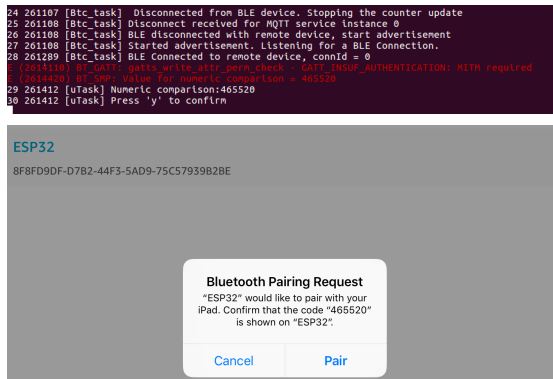 24 261107 [Btc_task]  Disconnected from BLE device. Stopping the counter update
25 261108 [Btc_task] Disconnect received for MQTT service instance 0
26 261108 [Btc_task] BLE disconnected with remote device, start advertisement
27 261108 [Btc_task] Started advertisement. Listening for a BLE Connection.
28 261289 [Btc_task] BLE Connected to remote device, connId = 0
E (2614110) BT_GATT: gatts_write_attr_perm_check - GATT_INSUF_AUTHENTICATION: MITM required
E (2614420) BT_SMP: Value for numeric comparison = 465520
29 261412 [uTask] Numeric comparison:465520
30 261412 [uTask] Press 'y' to confirm
ESP32
8F8FD9DF-D7B2-44F3-5AD9-75C57939B2BE
Bluetooth Pairing Request
“ESP32” would like to pair with your
iPad. Confirm that the code “465520”
is shown on “ESP32”.
Cancel
Pair